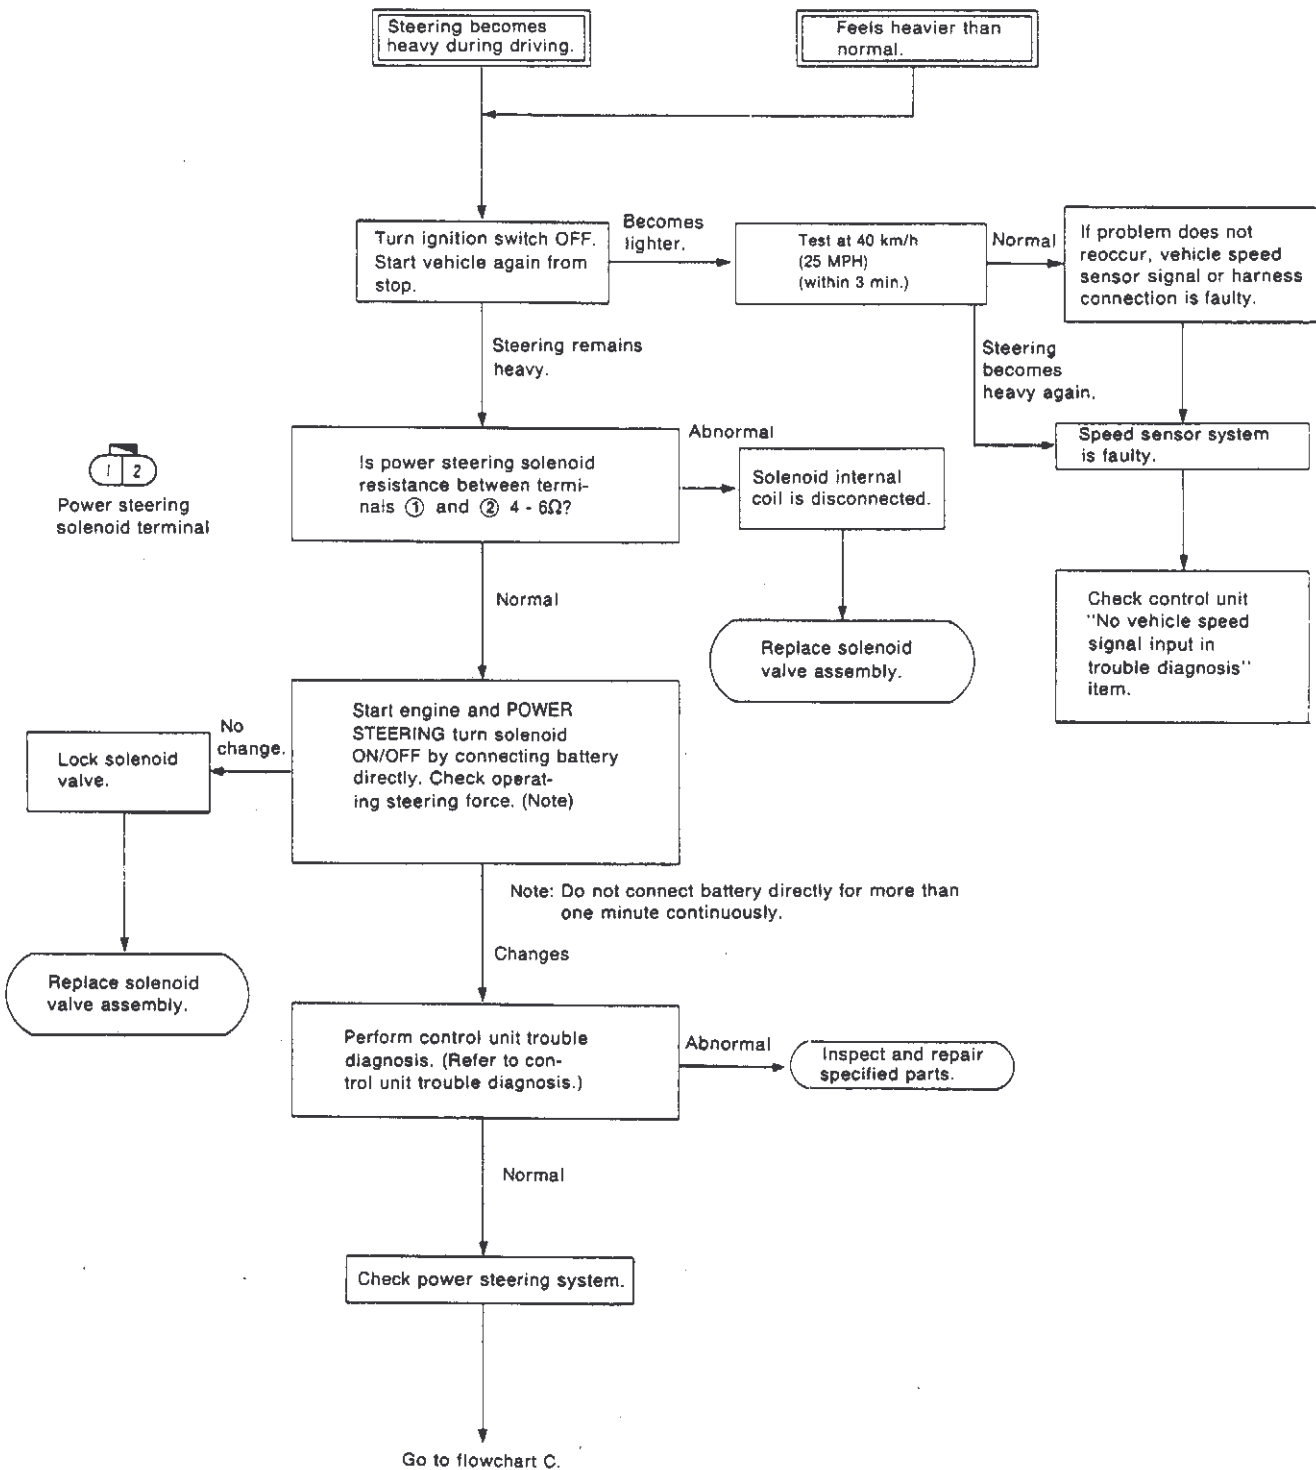 Steering becomes
heavy during driving.
Feels heavier than
normal.
Turn ignition switch OFF.
Start vehicle again from
stop.
Becomes
lighter.
Test at 40 km/h
(25 MPH)
(within 3 min.)
Normal
If problem does not
reoccur, vehicle speed
sensor signal or harness
connection is faulty.
Steering remains
heavy.
Steering
becomes
heavy again.
Speed sensor system
is faulty.
1 2
Power steering
solenoid terminal
Is power steering solenoid
resistance between termi-
nals ① and ② 4 - 6Ω?
Abnormal
Solenoid internal
coil is disconnected.
Check control unit
"No vehicle speed
signal input in
trouble diagnosis"
item.
Normal
Replace solenoid
valve assembly.
Start engine and POWER
STEERING turn solenoid
ON/OFF by connecting battery
directly. Check operat-
ing steering force. (Note)
No
change.
Lock solenoid
valve.
Note: Do not connect battery directly for more than
one minute continuously.
Changes
Replace solenoid
valve assembly.
Perform control unit trouble
diagnosis. (Refer to con-
trol unit trouble diagnosis.)
Abnormal
Inspect and repair
specified parts.
Normal
Check power steering system.
Go to flowchart C.